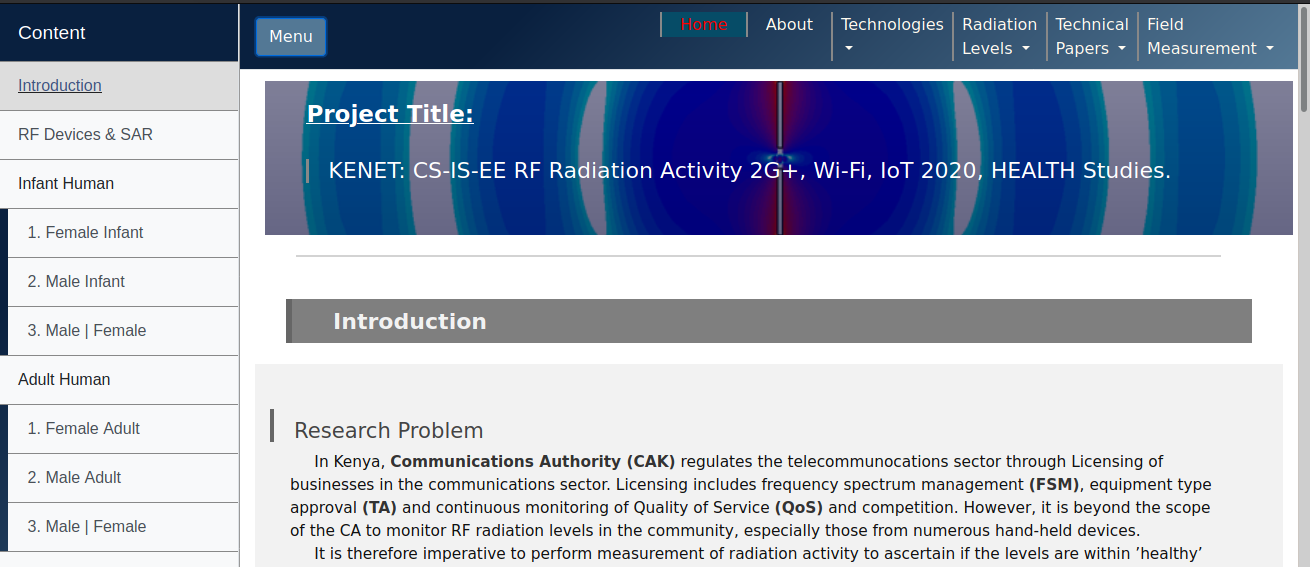 Content
Introduction
RF Devices & SAR
Infant Human
1. Female Infant
2. Male Infant
3. Male | Female
Adult Human
1. Female Adult
2. Male Adult
3. Male | Female
Menu
Home
About
Technologies
Radiation
Levels
Technical
Papers
Field
Measurement
Project Title:
KENET: CS-IS-EE RF Radiation Activity 2G+, Wi-Fi, IoT 2020, HEALTH Studies.
Introduction
Research Problem
In Kenya, Communications Authority (CAK) regulates the telecommunocations sector through Licensing of
businesses in the communications sector. Licensing includes frequency spectrum management (FSM), equipment type
approval (TA) and continuous monitoring of Quality of Service (QoS) and competition. However, it is beyond the scope
of the CA to monitor RF radiation levels in the community, especially those from numerous hand-held devices.
It is therefore imperative to perform measurement of radiation activity to ascertain if the levels are within ’healthy’